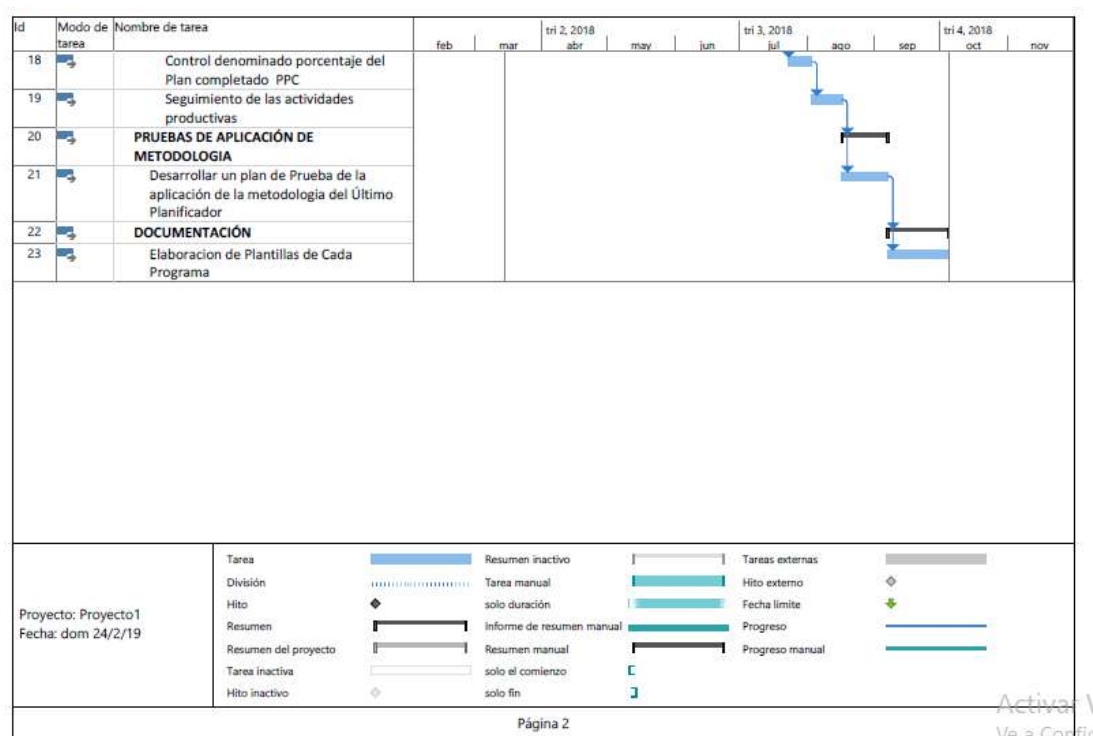 Id Modo de tarea Nombre de tarea
tri 2, 2018 tri 3, 2018 tri 4, 2018
feb mar abr may jun jul ago sep oct nov
18 Control denominado porcentaje del
Plan completado PPC
19 Seguimiento de las actividades
productivas
20 PRUEBAS DE APLICACIÓN DE
METODOLOGIA
21 Desarrollar un plan de Prueba de la
aplicación de la metodologia del Último
Planificador
22 DOCUMENTACIÓN
23 Elaboracion de Plantillas de Cada
Programa
Proyecto: Proyecto1
Fecha: dom 24/2/19
Tarea
División
Hito
Resumen
Resumen del proyecto
Tarea inactiva
Hito inactivo
Resumen inactivo
Tarea manual
solo duración
Informe de resumen manual
Resumen manual
solo el comienzo
solo fin
Tareas externas
Hito externo
Fecha límite
Progreso
Progreso manual
Página 2
Activar
Ve a